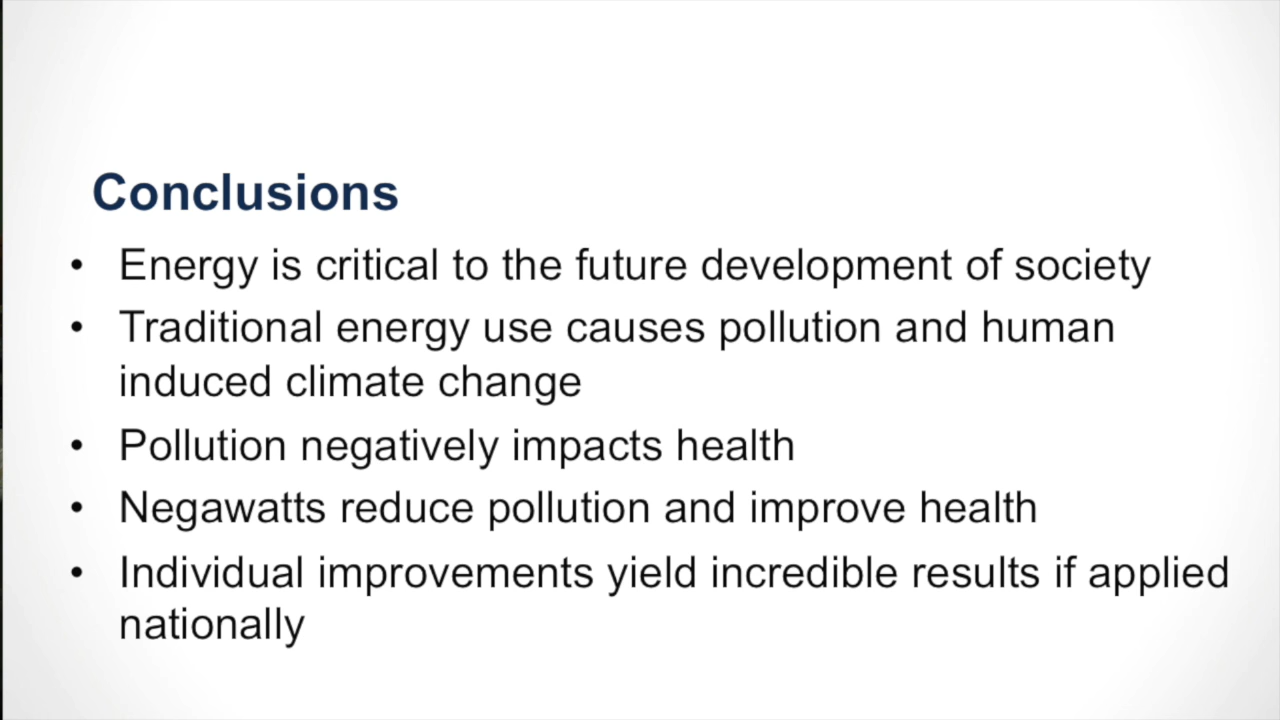 Conclusions
• Energy is critical to the future development of society
• Traditional energy use causes pollution and human
induced climate change
• Pollution negatively impacts health
• Negawatts reduce pollution and improve health
• Individual improvements yield incredible results if applied
nationally